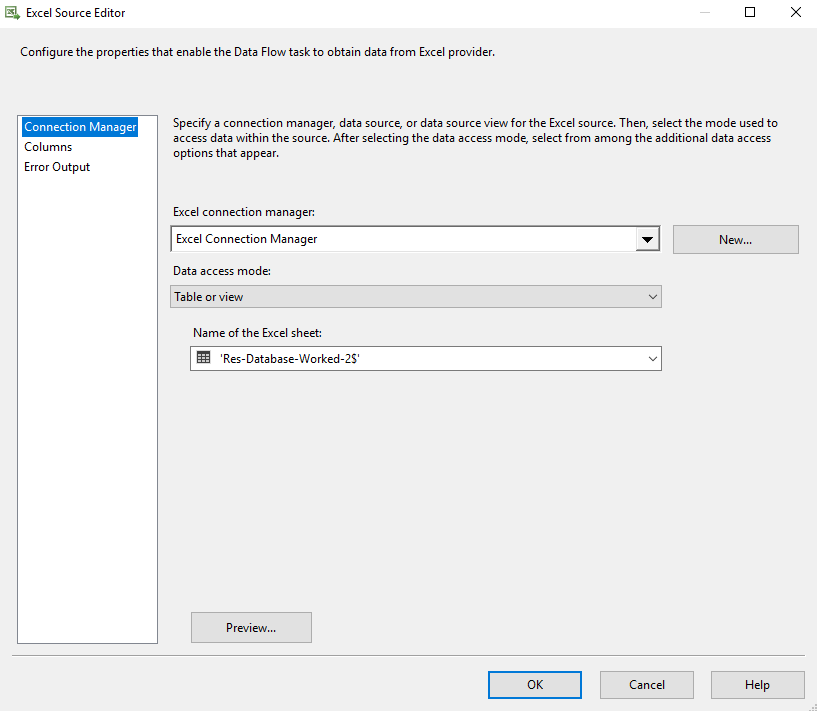 Excel Source Editor
Configure the properties that enable the Data Flow task to obtain data from Excel provider.
Connection Manager
Columns
Error Output
Specify a connection manager, data source, or data source view for the Excel source. Then, select the mode used to
access data within the source. After selecting the data access mode, select from among the additional data access
options that appear.
Excel connection manager:
Excel Connection Manager
New...
Data access mode:
Table or view
Name of the Excel sheet:
'Res-Database-Worked-2$'
Preview...
OK
Cancel
Help